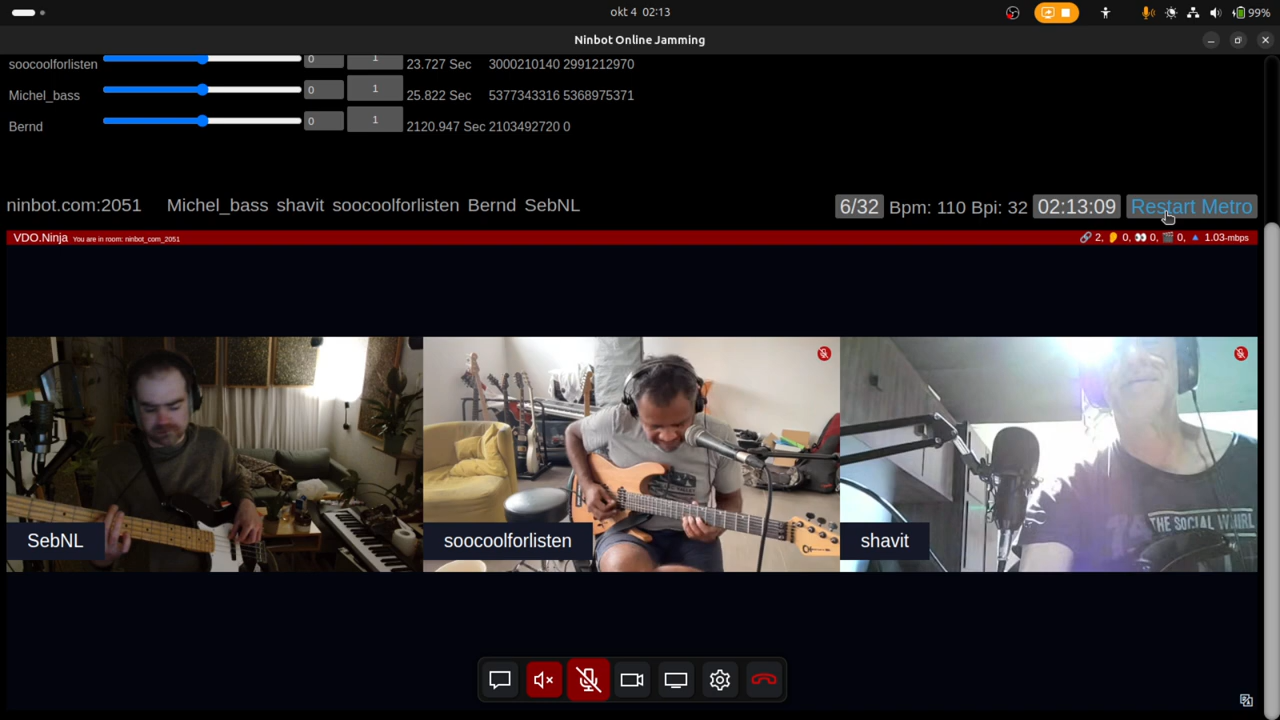 okt 4 02:13
99%
Ninbot Online Jamming
soocoolforlisten 0 1 23.727 Sec 3000210140 2991212970
Michel_bass 0 1 25.822 Sec 5377343316 5368975371
Bernd 0 1 2120.947 Sec 2103492720 0
ninbot.com:2051 Michel_bass shavit soocoolforlisten Bernd SebNL 6/32 Bpm: 110 Bpi: 32 02:13:09 Restart Metro
VDO.Ninja You are in room: ninbot_com_2051 2, 0, 0, 0, 1.03-mbps
THE SOCIAL WHIRL
SebNL
soocoolforlisten
shavit